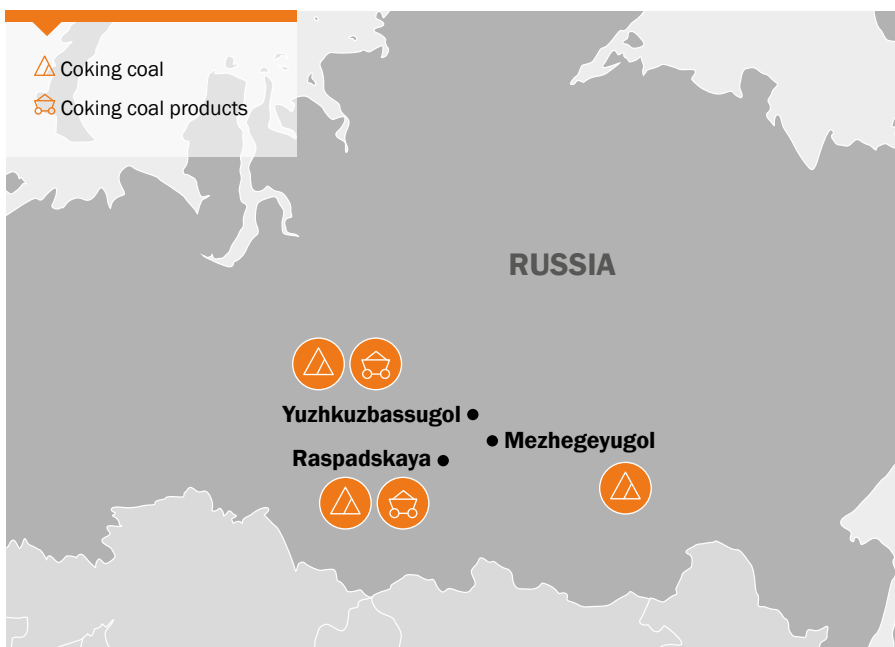 Coking coal
Coking coal products
RUSSIA
Yuzhkuzbassugol
Mezhegeyugol
Raspadskaya